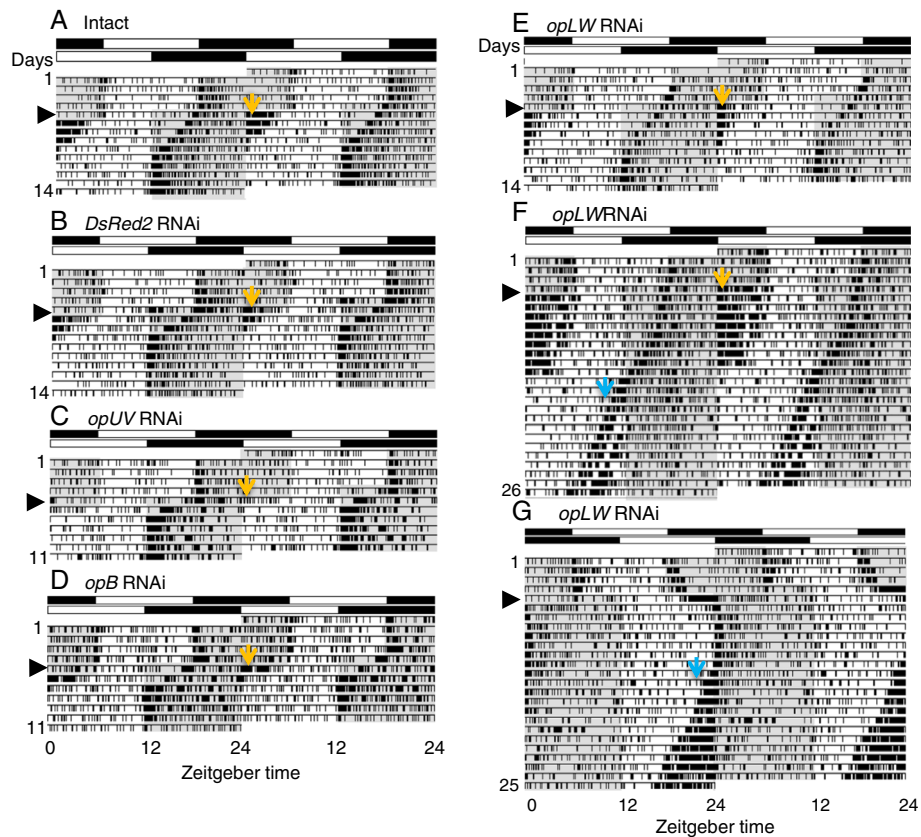 A Intact
Days
1
14
B DsRed2 RNAi
1
14
C opUV RNAi
1
11
D opB RNAi
1
11
0 12 24 12 24
Zeitgeber time
E opLW RNAi
Days
1
14
F opLWRNAi
1
26
G opLW RNAi
1
25
0 12 24 12 24
Zeitgeber time